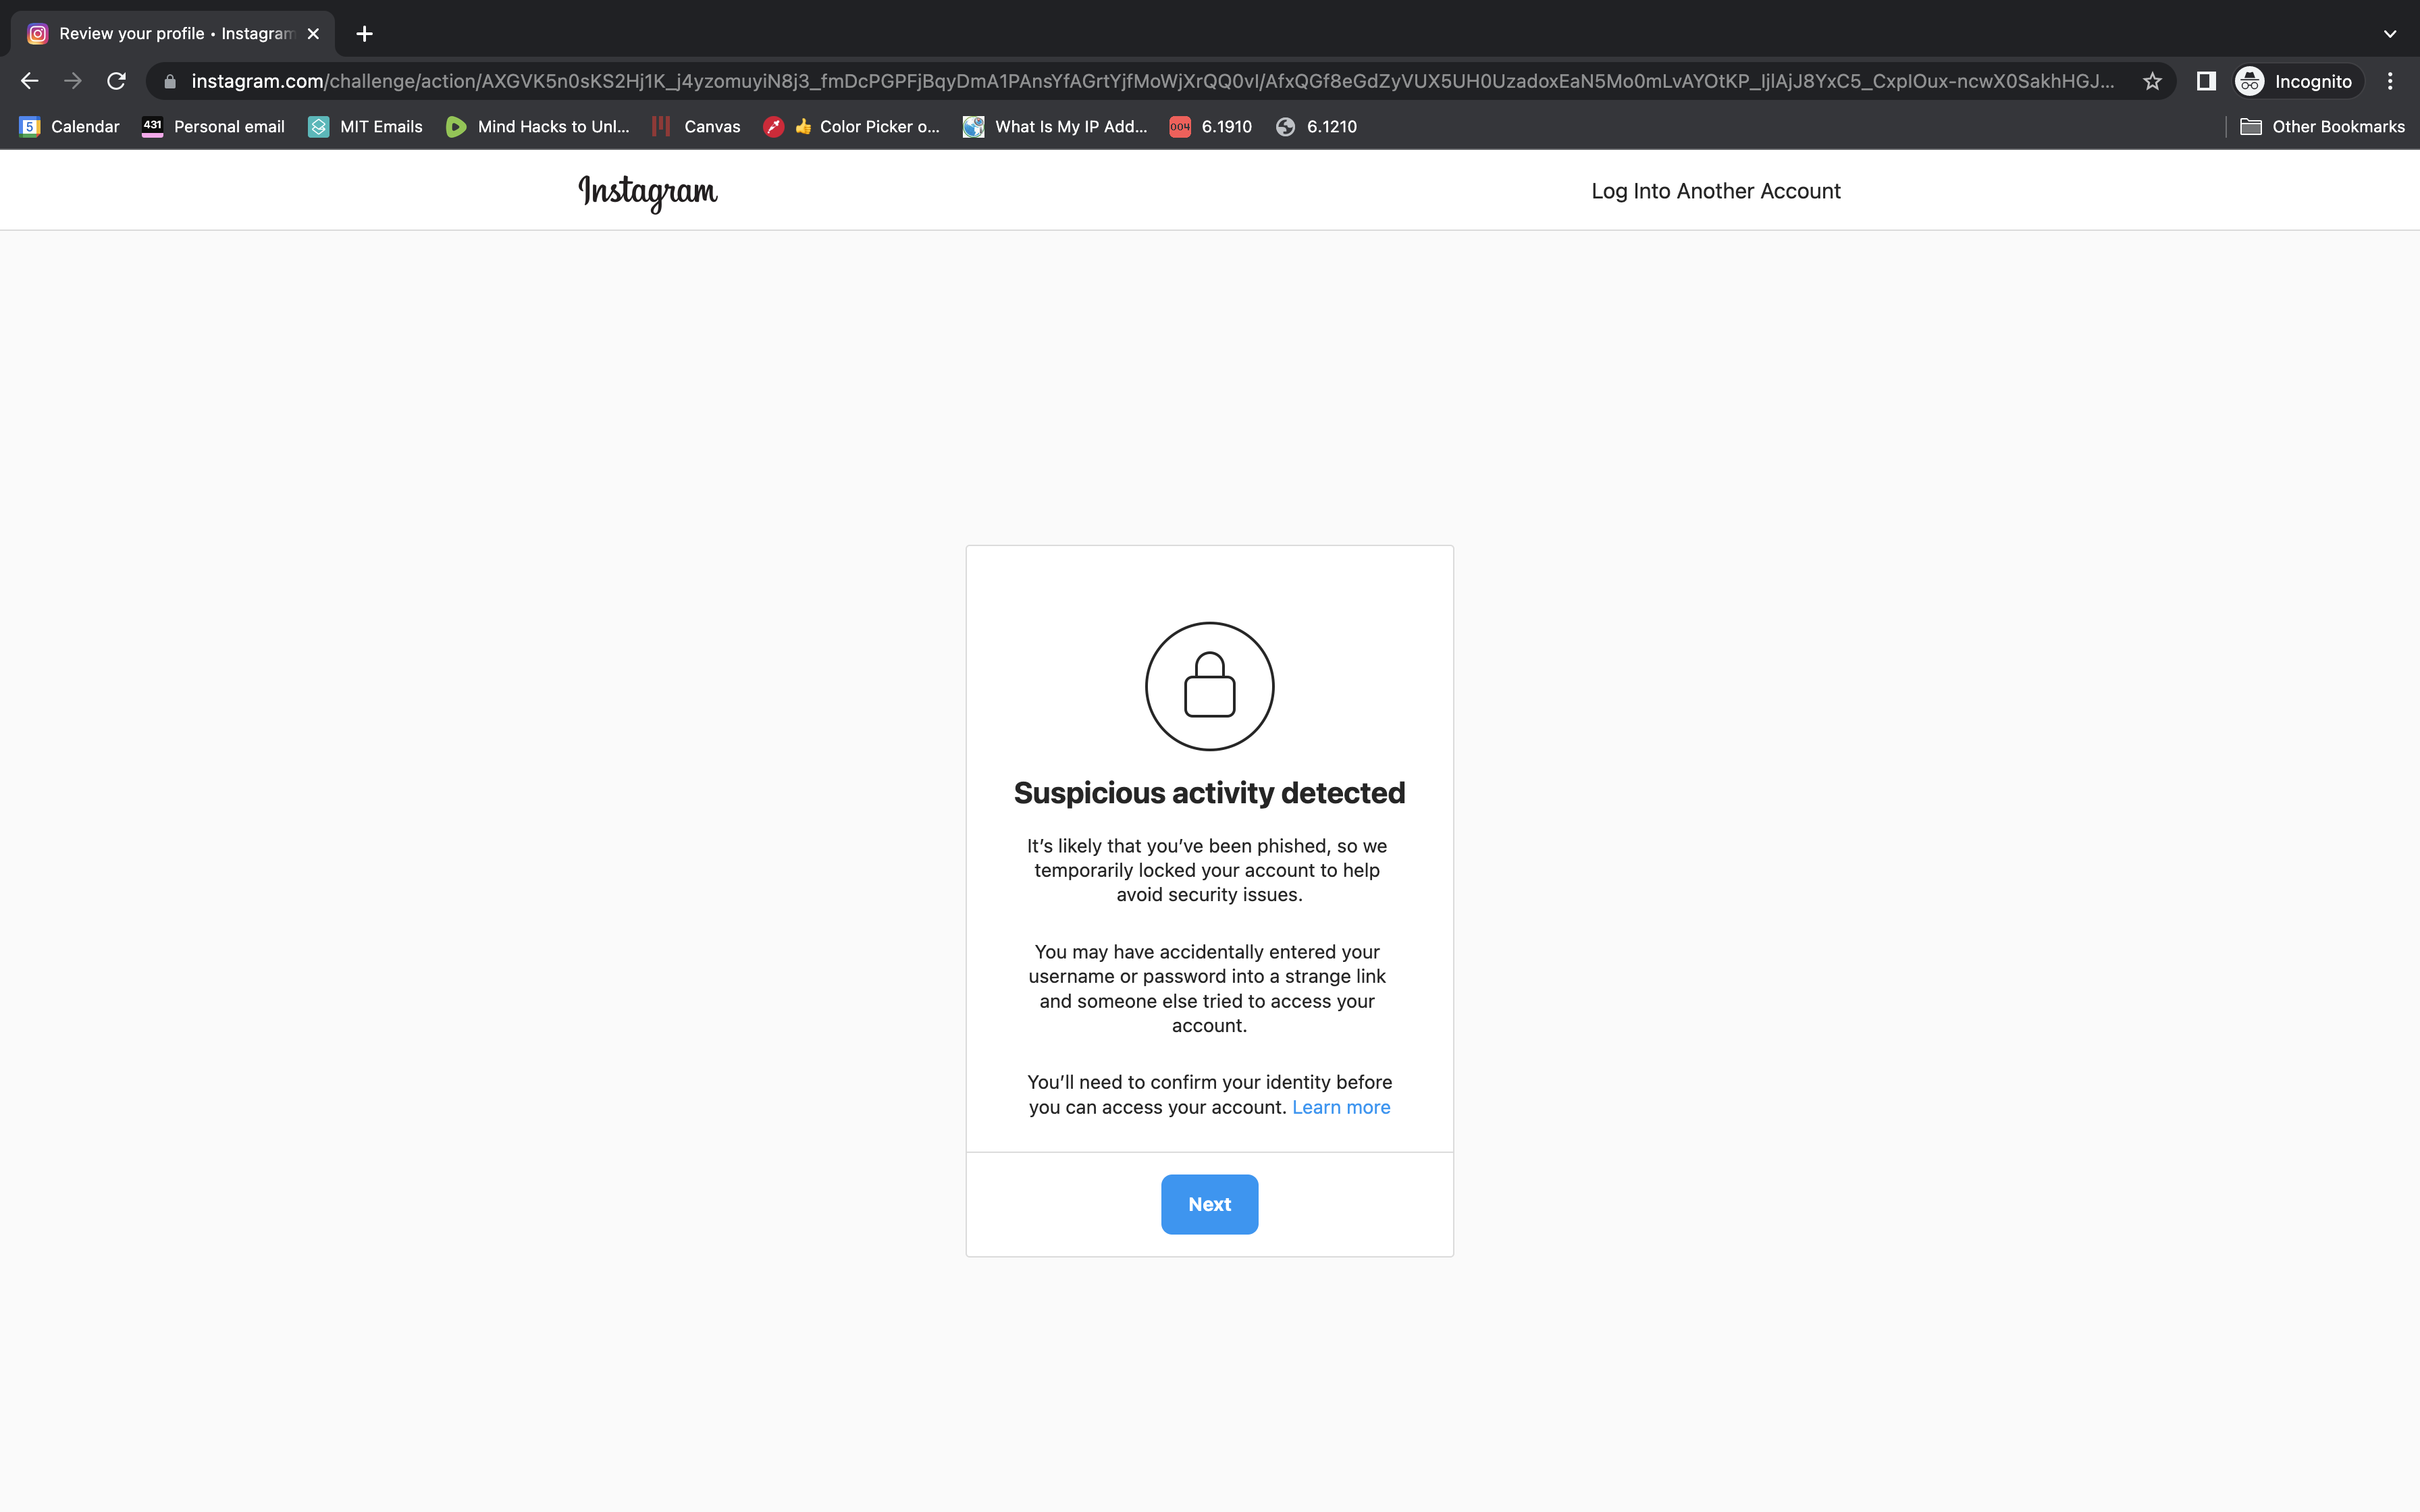 Review your profile • Instagram
instagram.com/challenge/action/
Incognito
Calendar
431
Personal email
MIT Emails
Mind Hacks to Unl...
Canvas
👍 Color Picker o...
What Is My IP Add...
004
6.1910
6.1210
Other Bookmarks
Instagram
Log Into Another Account
Suspicious activity detected
It’s likely that you’ve been phished, so we
temporarily locked your account to help
avoid security issues.
You may have accidentally entered your
username or password into a strange link
and someone else tried to access your
account.
You’ll need to confirm your identity before
you can access your account. Learn more
Next